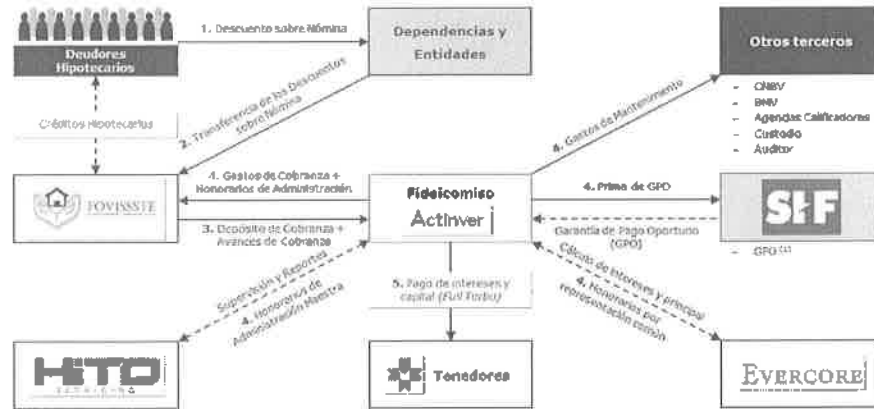 1. Descuento sobre Nómina
Deudores
Hipotecarios
Dependencias y
Entidades
Otros terceros
- CNBV
- BMV
- Agencias Calificadoras
- Custodio
- Auditor
Créditos Hipotecarios
2. Transferencia de los Descuentos
sobre Nómina
4. Gastos de Mantenimiento
FOVISSSTE
4. Gastos de Cobranza +
Honorarios de Administración
3. Depósito de Cobranza +
Avances de Cobranza
Fideicomiso
Actinver
4. Prima de GPO
Garantía de Pago Oportuno
(GPO)
SHF
- GPO (1)
Supervisión y Reportes
4. Honorarios de
Administración Maestra
5. Pago de intereses y
capital (Full Turbo)
Cálculo de Intereses y principal
4. Honorarios por
representación común
HiTO
Tenedores
EVERCORE